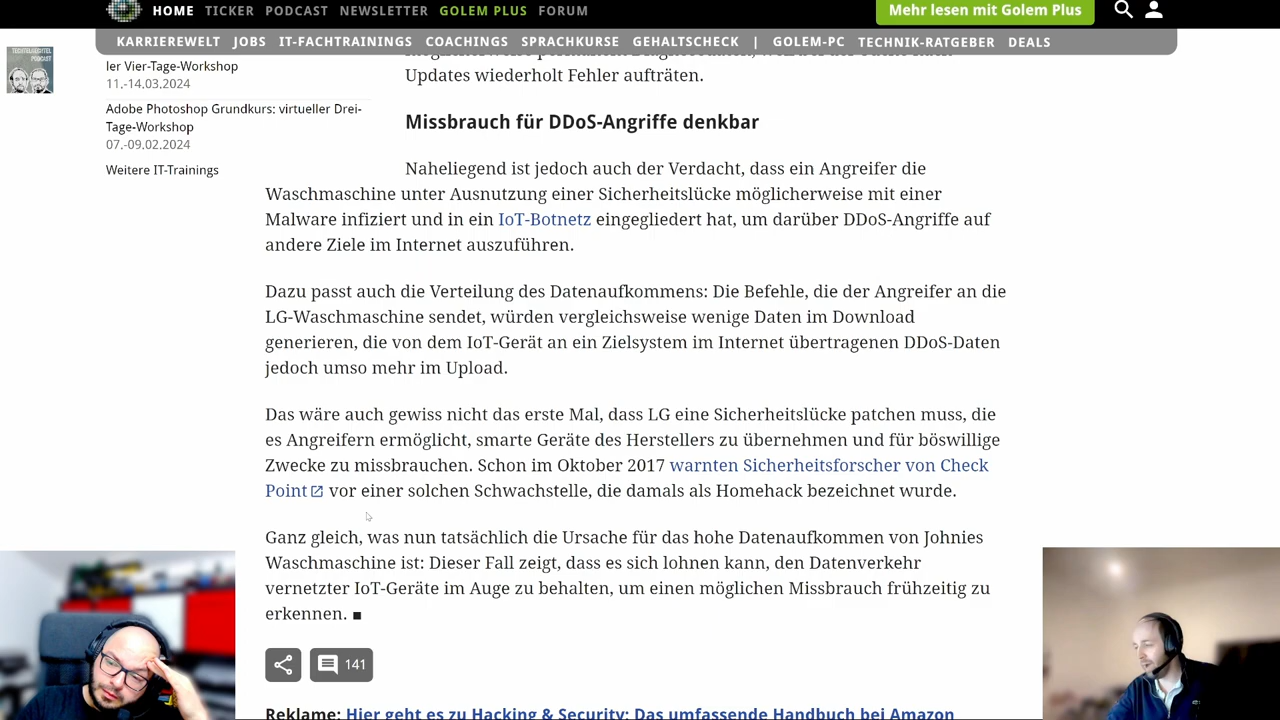 HOME TICKER PODCAST NEWSLETTER GOLEM PLUS FORUM
Mehr lesen mit Golem Plus
KARRIEREWELT JOBS IT-FACHTRAININGS COACHINGS SPRACHKURSE GEHALTSCHECK | GOLEM-PC TECHNIK-RATGEBER DEALS
ler Vier-Tage-Workshop
11.-14.03.2024
Adobe Photoshop Grundkurs: virtueller Drei-
Tage-Workshop
07.-09.02.2024
Weitere IT-Trainings
Updates wiederholt Fehler aufträten.
Missbrauch für DDoS-Angriffe denkbar
Naheliegend ist jedoch auch der Verdacht, dass ein Angreifer die
Waschmaschine unter Ausnutzung einer Sicherheitslücke möglicherweise mit einer
Malware infiziert und in ein IoT-Botnetz eingegliedert hat, um darüber DDoS-Angriffe auf
andere Ziele im Internet auszuführen.
Dazu passt auch die Verteilung des Datenaufkommens: Die Befehle, die der Angreifer an die
LG-Waschmaschine sendet, würden vergleichsweise wenige Daten im Download
generieren, die von dem IoT-Gerät an ein Zielsystem im Internet übertragenen DDoS-Daten
jedoch umso mehr im Upload.
Das wäre auch gewiss nicht das erste Mal, dass LG eine Sicherheitslücke patchen muss, die
es Angreifern ermöglicht, smarte Geräte des Herstellers zu übernehmen und für böswillige
Zwecke zu missbrauchen. Schon im Oktober 2017 warnten Sicherheitsforscher von Check
Point vor einer solchen Schwachstelle, die damals als Homehack bezeichnet wurde.
Ganz gleich, was nun tatsächlich die Ursache für das hohe Datenaufkommen von Johnies
Waschmaschine ist: Dieser Fall zeigt, dass es sich lohnen kann, den Datenverkehr
vernetzter IoT-Geräte im Auge zu behalten, um einen möglichen Missbrauch frühzeitig zu
erkennen. ■
141
Reklame: Hier geht es zu Hacking & Security: Das umfassende Handbuch bei Amazon